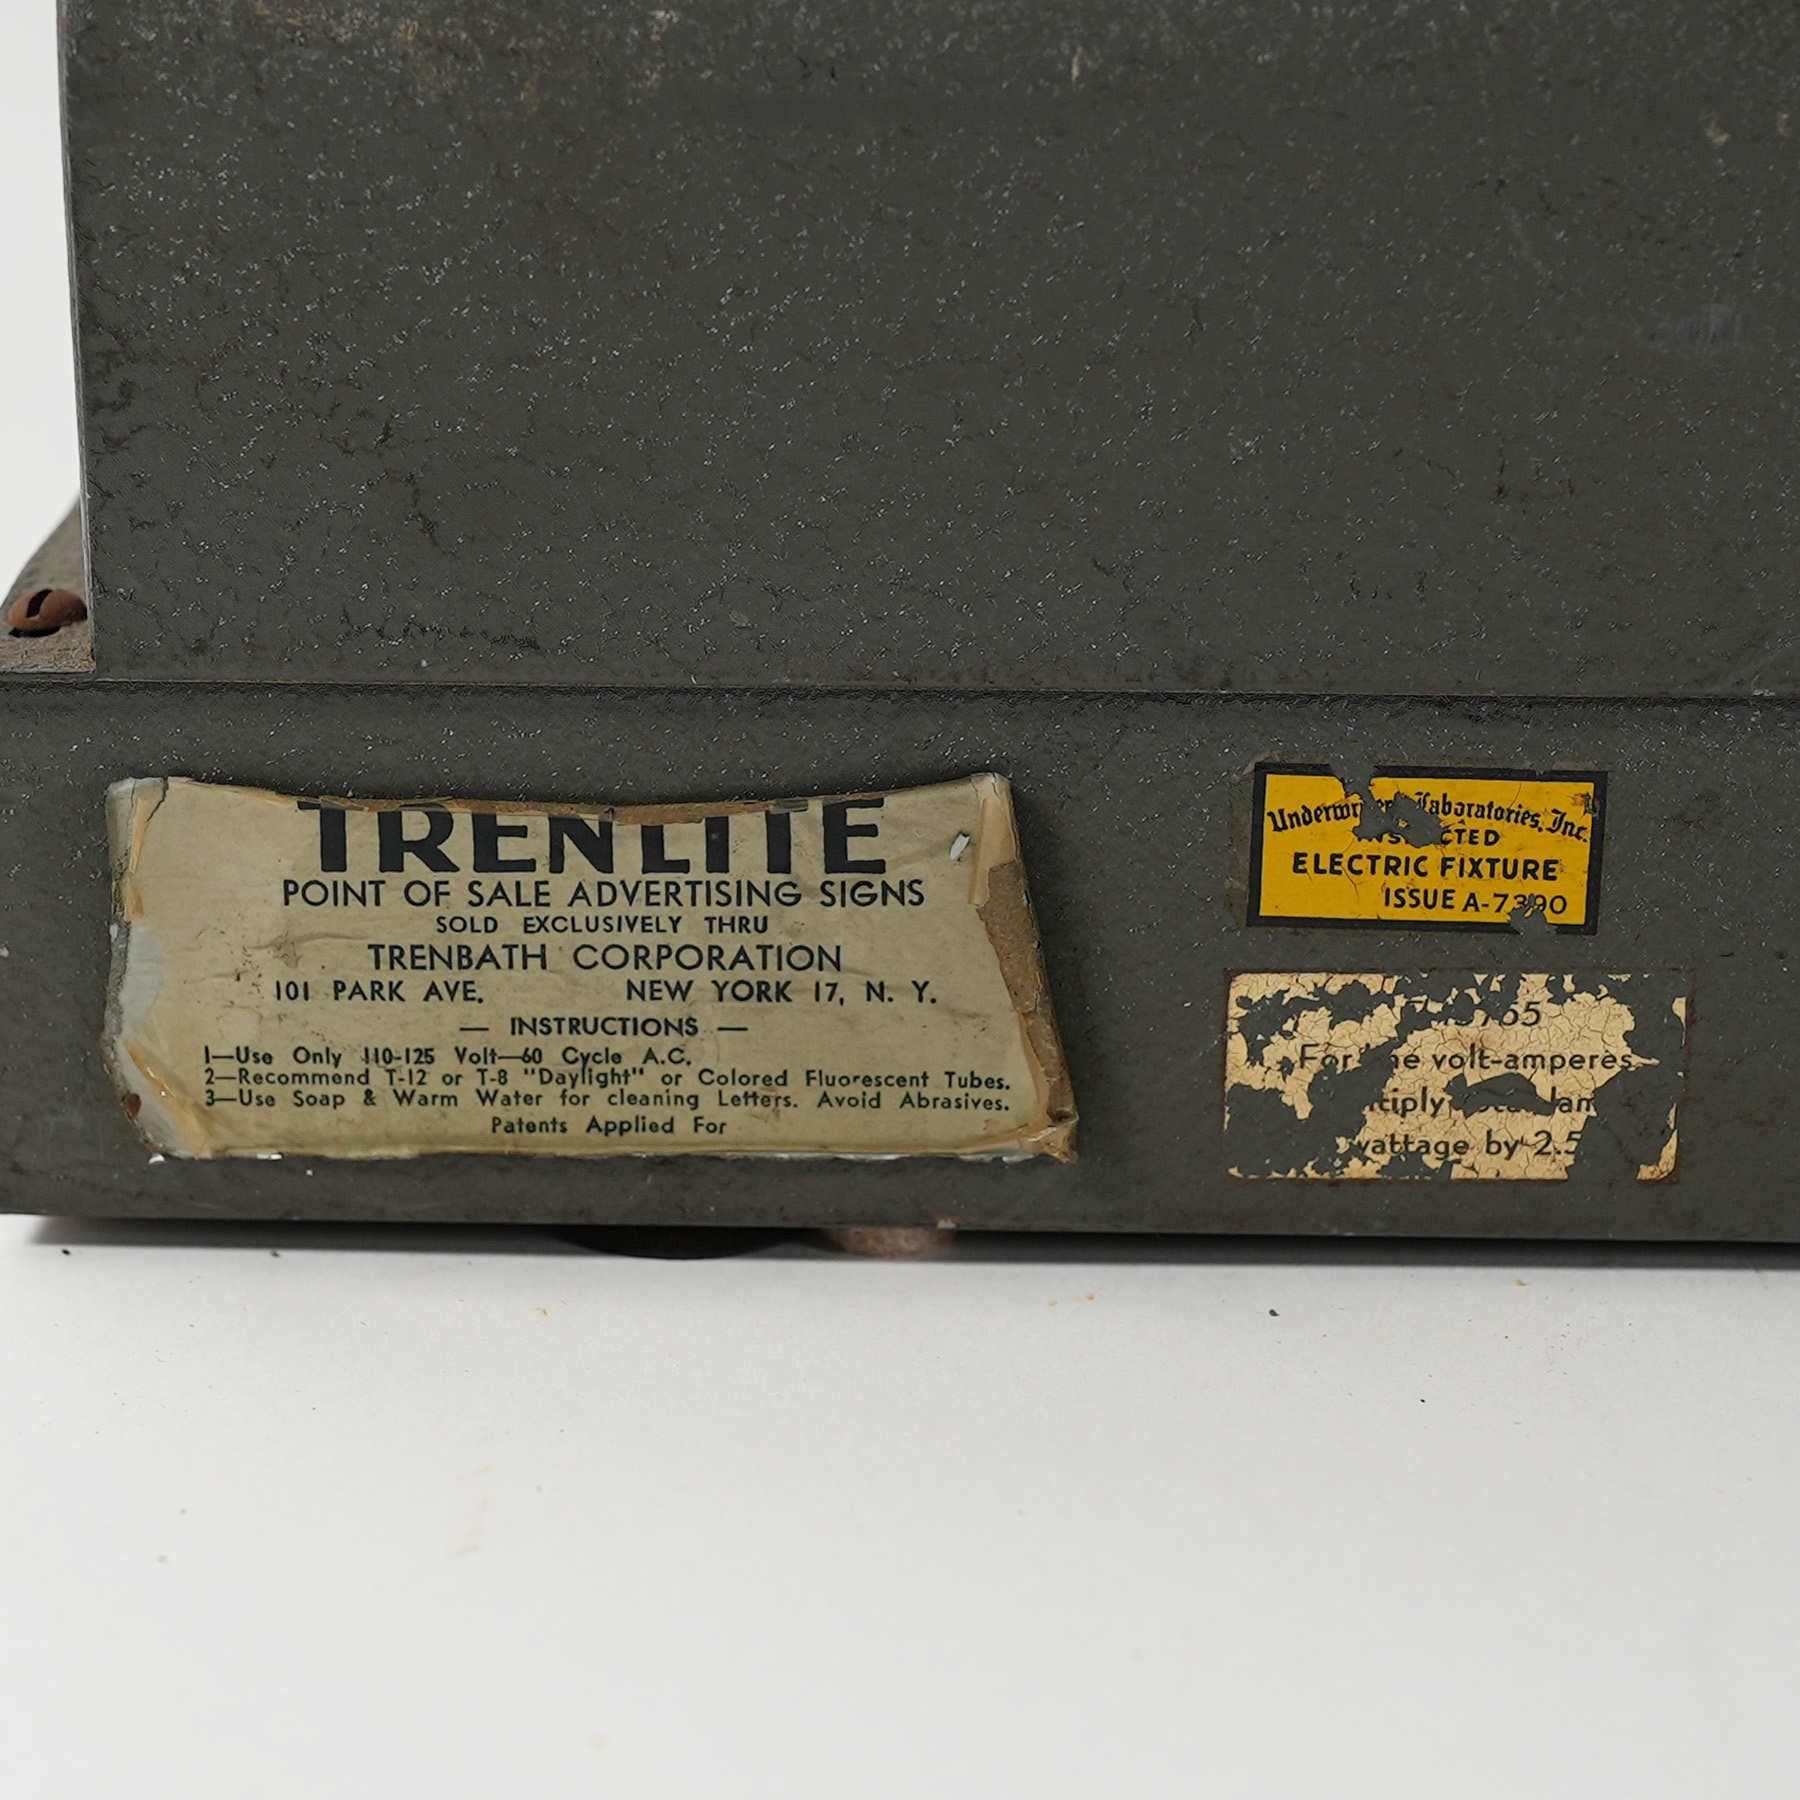 TRENLITE
POINT OF SALE ADVERTISING SIGNS
SOLD EXCLUSIVELY THRU
TRENBATH CORPORATION
101 PARK AVE. NEW YORK 17, N. Y.
— INSTRUCTIONS —
1—Use Only 110-125 Volt—60 Cycle A.C.
2—Recommend T-12 or T-8 "Daylight" or Colored Fluorescent Tubes.
3—Use Soap & Warm Water for cleaning Letters. Avoid Abrasives.
Patents Applied For
Underwriters Laboratories, Inc.
INSPECTED
ELECTRIC FIXTURE
ISSUE A-7390
For volt-amperes
wattage by 2.5